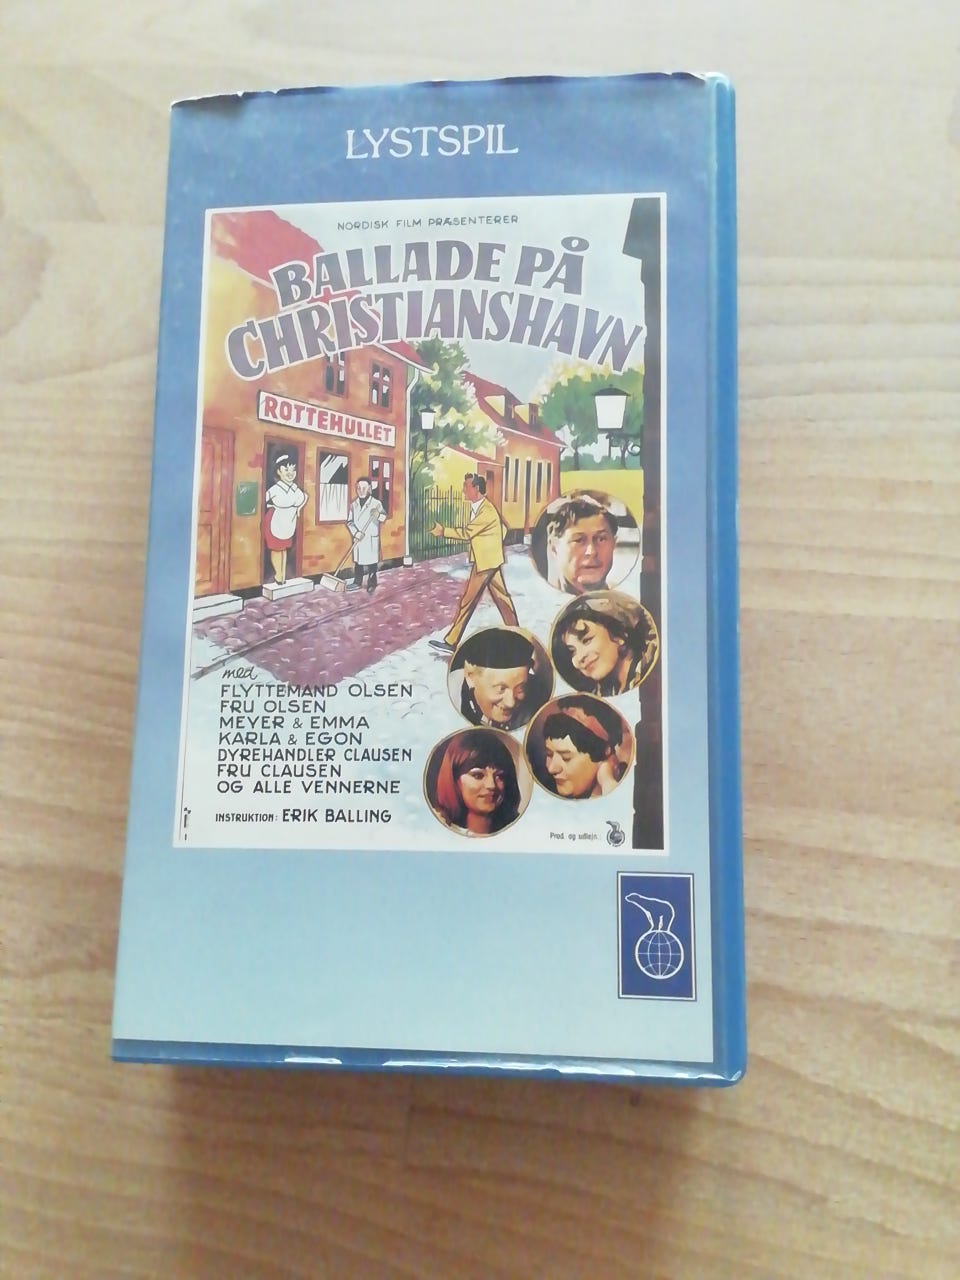 LYSTSPIL
NORDISK FILM PRÆSENTERER
BALLADE PÅ
CHRISTIANSHAVN
ROTTEHULLET
med
FLYTTEMAND OLSEN
FRU OLSEN
MEYER & EMMA
KARLA & EGON
DYREHANDLER CLAUSEN
FRU CLAUSEN
OG ALLE VENNERNE
INSTRUKTION: ERIK BALLING
Prod. og udlejn.: